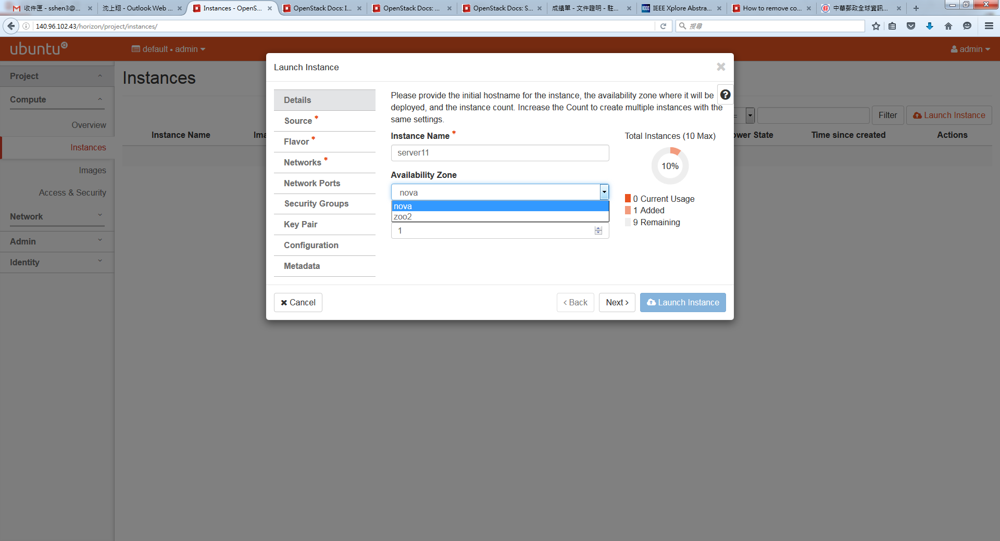 收件匣 - sshen3@...
沈上翔 - Outlook Web ...
Instances - OpenS...
OpenStack Docs: I...
OpenStack Docs: ...
OpenStack Docs: S...
成績單 - 文件證明 - 駐...
IEEE IEEE Xplore Abstra...
How to remove co...
中華郵政全球資訊...
140.96.102.43/horizon/project/instances/
搜尋
ubuntu
default • admin
admin
Project
Compute
Overview
Instances
Images
Access & Security
Network
Admin
Identity
Instances
Filter
Launch Instance
Instance Name
Ima
ower State
Time since created
Actions
Launch Instance
Details
Source *
Flavor *
Networks *
Network Ports
Security Groups
Key Pair
Configuration
Metadata
Please provide the initial hostname for the instance, the availability zone where it will be
deployed, and the instance count. Increase the Count to create multiple instances with the
same settings.
Instance Name *
server11
Availability Zone
nova
nova
zoo2
1
Total Instances (10 Max)
10%
0 Current Usage
1 Added
9 Remaining
Cancel
< Back
Next >
Launch Instance